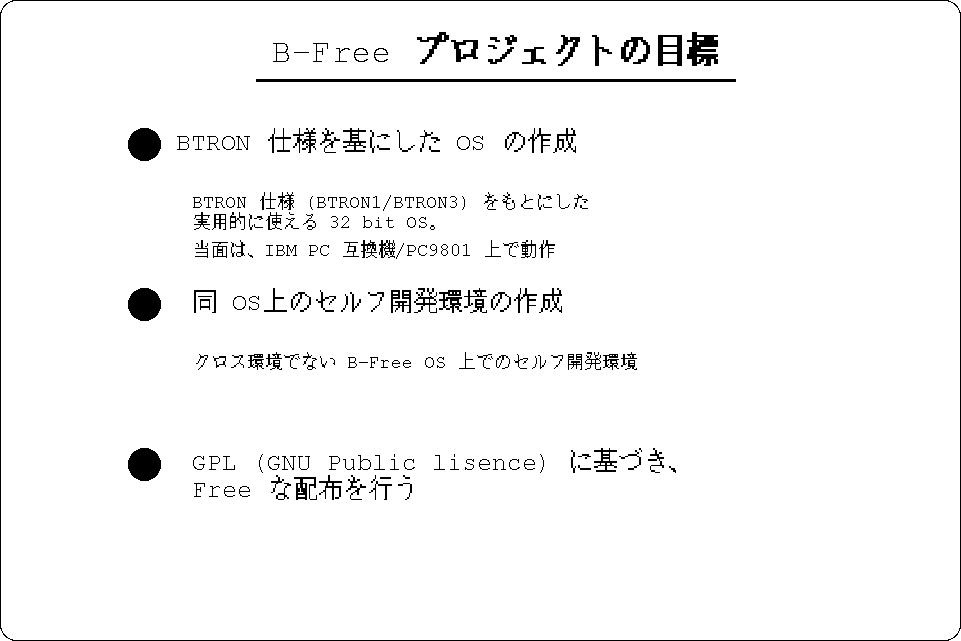 B-Free プロジェクトの目標
BTRON 仕様を基にした OS の作成
BTRON 仕様 (BTRON1/BTRON3) をもとにした
実用的に使える 32 bit OS。
当面は、IBM PC 互換機/PC9801 上で動作
同 OS上のセルフ開発環境の作成
クロス環境でない B-Free OS 上でのセルフ開発環境
GPL (GNU Public lisence) に基づき、
Free な配布を行う